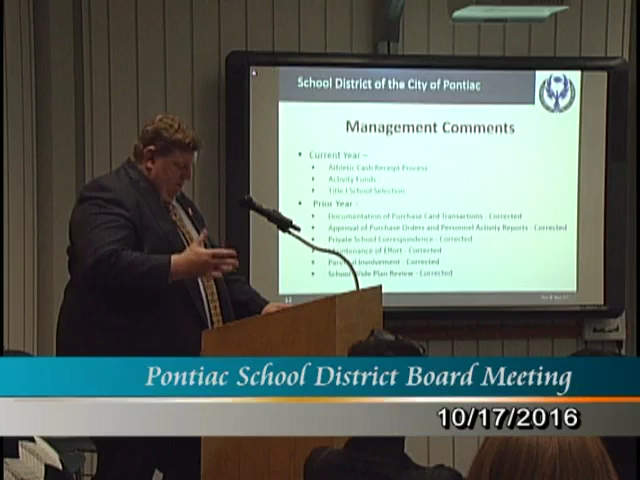 School District of the City of Pontiac
Management Comments
• Current Year –
• Athletic Cash Receipt Process
• Activity Funds
• Title I School Selection
• Prior Year -
• Documentation of Purchase Card Transactions - Corrected
• Approval of Purchase Orders and Personnel Activity Reports - Corrected
• Private School Correspondence - Corrected
• Maintenance of Effort - Corrected
• Involvement - Corrected
• School Wide Plan Review - Corrected
12
Pontiac School District Board Meeting
10/17/2016